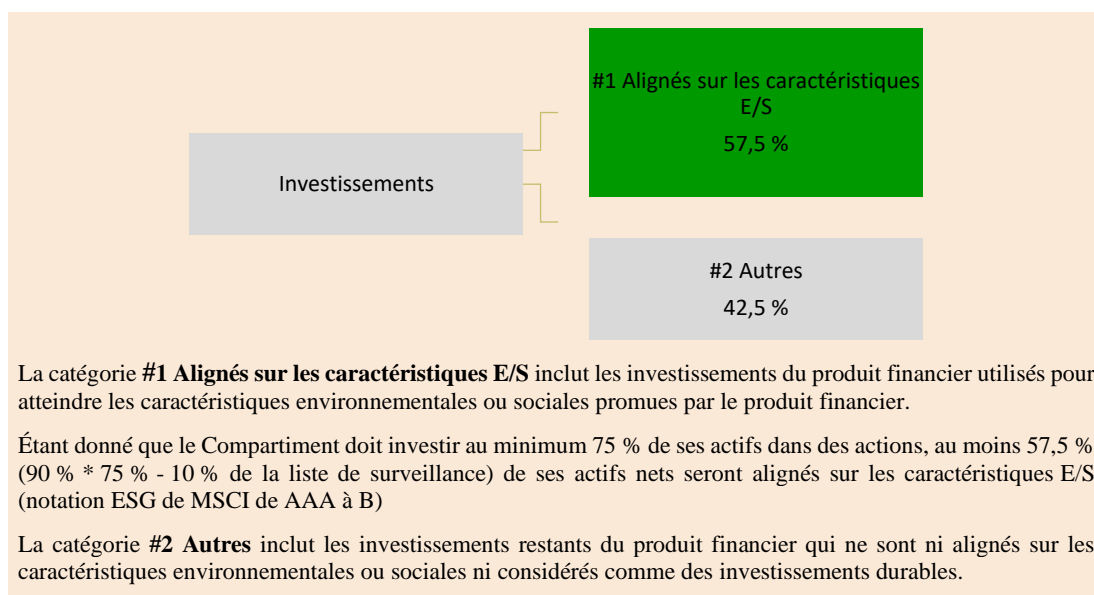 #1 Alignés sur les caractéristiques
E/S
57,5 %
Investissements
#2 Autres
42,5 %
La catégorie #1 Alignés sur les caractéristiques E/S inclut les investissements du produit financier utilisés pour
atteindre les caractéristiques environnementales ou sociales promues par le produit financier.
Étant donné que le Compartiment doit investir au minimum 75 % de ses actifs dans des actions, au moins 57,5 %
(90 % * 75 % - 10 % de la liste de surveillance) de ses actifs nets seront alignés sur les caractéristiques E/S
(notation ESG de MSCI de AAA à B)
La catégorie #2 Autres inclut les investissements restants du produit financier qui ne sont ni alignés sur les
caractéristiques environnementales ou sociales ni considérés comme des investissements durables.